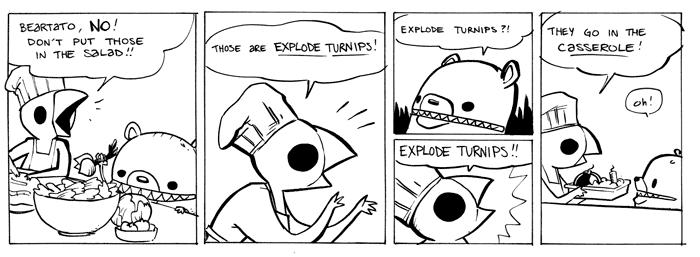 BEARTATO, NO!
DON'T PUT THOSE
IN THE SALAD!!
THOSE ARE EXPLODE TURNIPS!
EXPLODE TURNIPS?!
EXPLODE TURNIPS!!
THEY GO IN THE
CASSEROLE!
oh!